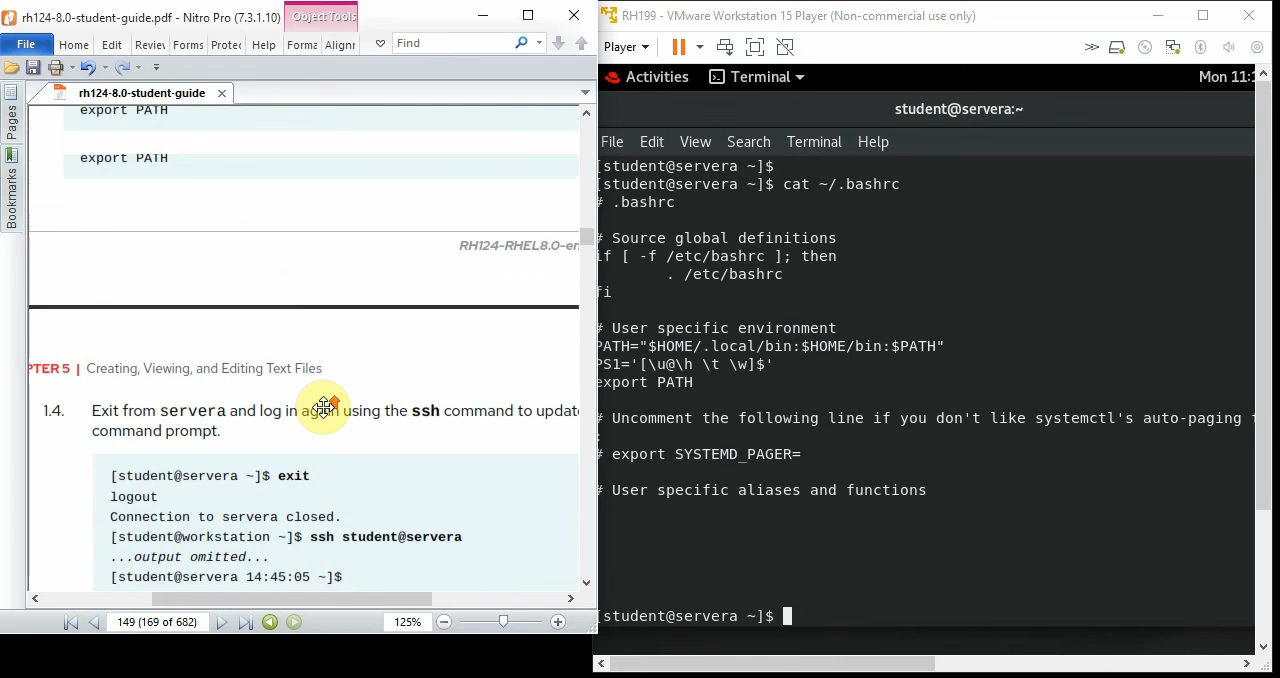 rh124-8.0-student-guide.pdf - Nitro Pro (7.3.1.10)
Object Tools
File Home Edit Review Forms Protec Help Forma Alignr
Find
rh124-8.0-student-guide
Pages
Bookmarks
export PATH
export PATH
RH124-RHEL8.0-en
PTER 5 | Creating, Viewing, and Editing Text Files
1.4. Exit from servera and log in again using the ssh command to update
command prompt.
[student@servera ~]$ exit
logout
Connection to servera closed.
[student@workstation ~]$ ssh student@servera
...output omitted...
[student@servera 14:45:05 ~]$
149 (169 of 682)
125%
RH199 - VMware Workstation 15 Player (Non-commercial use only)
Player
Activities
Terminal
Mon 11:1
student@servera:~
File Edit View Search Terminal Help
[student@servera ~]$
[student@servera ~]$ cat ~/.bashrc
# .bashrc
# Source global definitions
if [ -f /etc/bashrc ]; then
. /etc/bashrc
fi
# User specific environment
PATH="$HOME/.local/bin:$HOME/bin:$PATH"
PS1='[\u@\h \t \w]$'
export PATH
# Uncomment the following line if you don't like systemctl's auto-paging f
:
# export SYSTEMD_PAGER=
# User specific aliases and functions
[student@servera ~]$